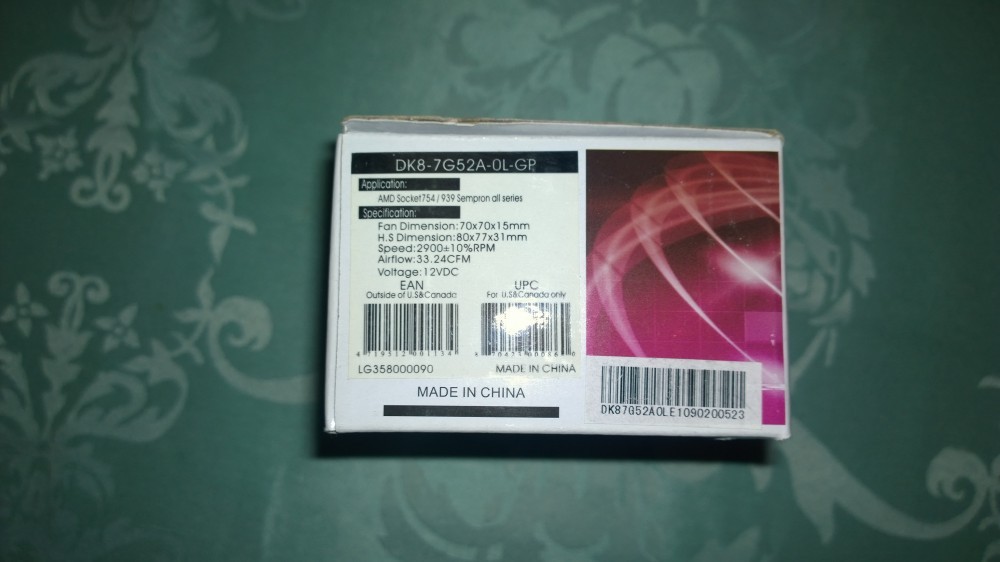 DK8-7G52A-0L-GP
Application:
AMD Socket754 / 939 Sempron all series
Specification:
Fan Dimension:70x70x15mm
H.S Dimension:80x77x31mm
Speed:2900±10%RPM
Airflow:33.24CFM
Voltage:12VDC
EAN
Outside of U.S&Canada
UPC
For U.S&Canada only
LG358000090
MADE IN CHINA
MADE IN CHINA
DK87G52A0LE1090200523